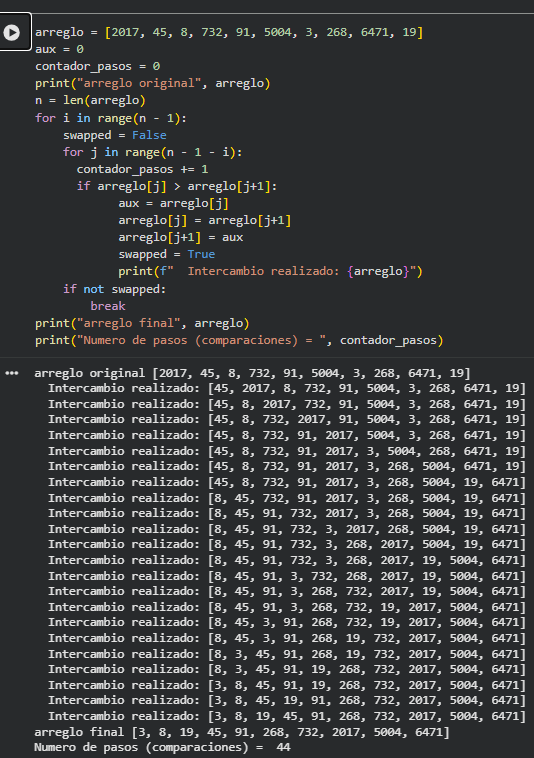 arreglo = [2017, 45, 8, 732, 91, 5004, 3, 268, 6471, 19]
aux = 0
contador_pasos = 0
print("arreglo original", arreglo)
n = len(arreglo)
for i in range(n - 1):
    swapped = False
    for j in range(n - 1 - i):
      contador_pasos += 1
      if arreglo[j] > arreglo[j+1]:
            aux = arreglo[j]
            arreglo[j] = arreglo[j+1]
            arreglo[j+1] = aux
            swapped = True
            print(f"  Intercambio realizado: {arreglo}")
    if not swapped:
        break
print("arreglo final", arreglo)
print("Numero de pasos (comparaciones) = ", contador_pasos)
arreglo original [2017, 45, 8, 732, 91, 5004, 3, 268, 6471, 19]
  Intercambio realizado: [45, 2017, 8, 732, 91, 5004, 3, 268, 6471, 19]
  Intercambio realizado: [45, 8, 2017, 732, 91, 5004, 3, 268, 6471, 19]
  Intercambio realizado: [45, 8, 732, 2017, 91, 5004, 3, 268, 6471, 19]
  Intercambio realizado: [45, 8, 732, 91, 2017, 5004, 3, 268, 6471, 19]
  Intercambio realizado: [45, 8, 732, 91, 2017, 3, 5004, 268, 6471, 19]
  Intercambio realizado: [45, 8, 732, 91, 2017, 3, 268, 5004, 6471, 19]
  Intercambio realizado: [45, 8, 732, 91, 2017, 3, 268, 5004, 19, 6471]
  Intercambio realizado: [8, 45, 732, 91, 2017, 3, 268, 5004, 19, 6471]
  Intercambio realizado: [8, 45, 91, 732, 2017, 3, 268, 5004, 19, 6471]
  Intercambio realizado: [8, 45, 91, 732, 3, 2017, 268, 5004, 19, 6471]
  Intercambio realizado: [8, 45, 91, 732, 3, 268, 2017, 5004, 19, 6471]
  Intercambio realizado: [8, 45, 91, 732, 3, 268, 2017, 19, 5004, 6471]
  Intercambio realizado: [8, 45, 91, 3, 732, 268, 2017, 19, 5004, 6471]
  Intercambio realizado: [8, 45, 91, 3, 268, 732, 2017, 19, 5004, 6471]
  Intercambio realizado: [8, 45, 91, 3, 268, 732, 19, 2017, 5004, 6471]
  Intercambio realizado: [8, 45, 3, 91, 268, 732, 19, 2017, 5004, 6471]
  Intercambio realizado: [8, 45, 3, 91, 268, 19, 732, 2017, 5004, 6471]
  Intercambio realizado: [8, 3, 45, 91, 268, 19, 732, 2017, 5004, 6471]
  Intercambio realizado: [8, 3, 45, 91, 19, 268, 732, 2017, 5004, 6471]
  Intercambio realizado: [3, 8, 45, 91, 19, 268, 732, 2017, 5004, 6471]
  Intercambio realizado: [3, 8, 45, 19, 91, 268, 732, 2017, 5004, 6471]
  Intercambio realizado: [3, 8, 19, 45, 91, 268, 732, 2017, 5004, 6471]
arreglo final [3, 8, 19, 45, 91, 268, 732, 2017, 5004, 6471]
Numero de pasos (comparaciones) =  44